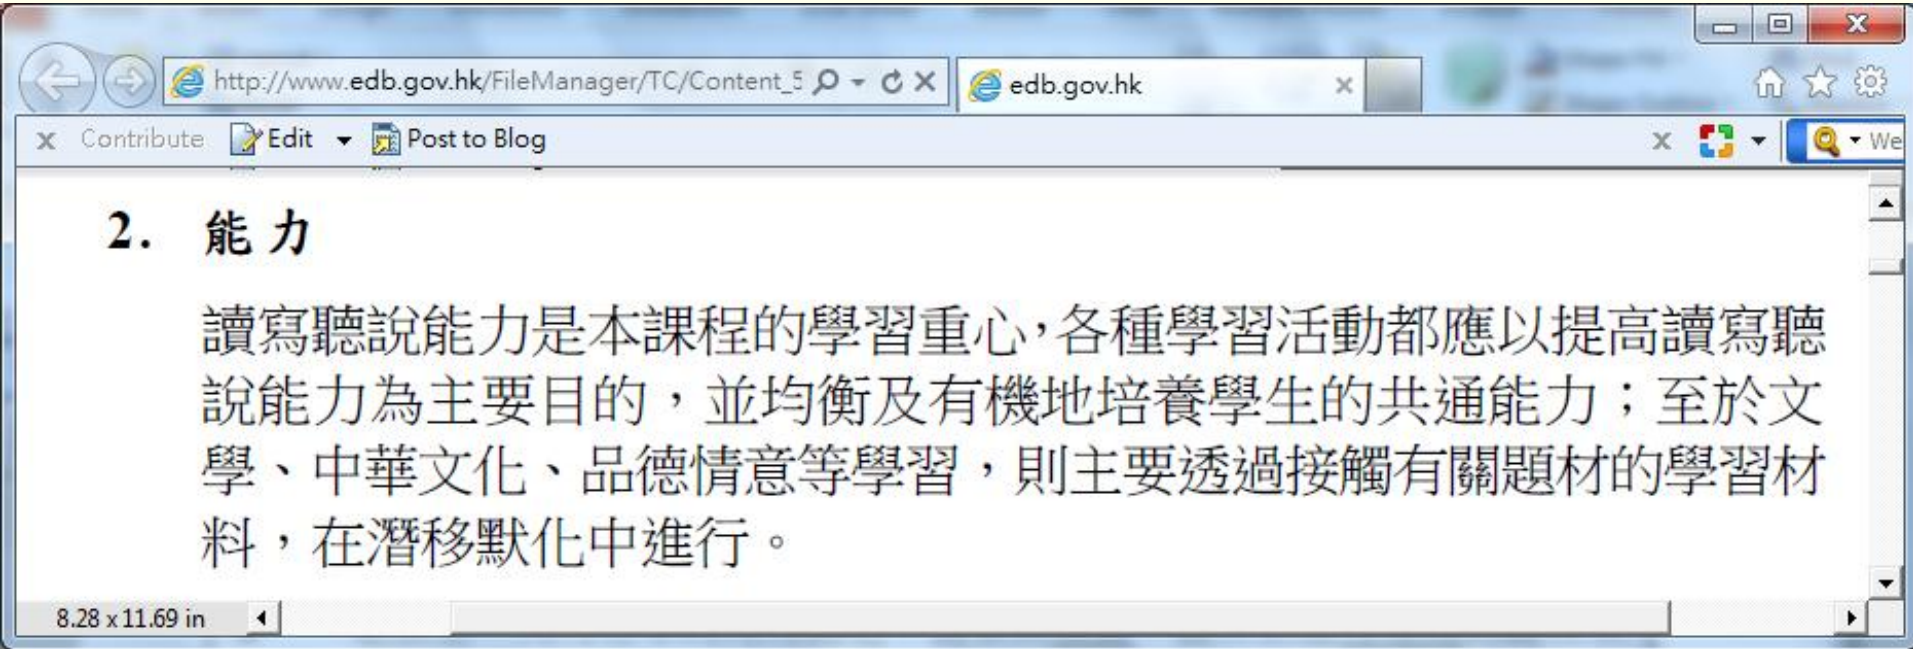 http://www.edb.gov.hk/FileManager/TC/Content_5
edb.gov.hk
x Contribute Edit Post to Blog
We
2. 能力
讀寫聽說能力是本課程的學習重心,各種學習活動都應以提高讀寫聽
說能力為主要目的，並均衡及有機地培養學生的共通能力；至於文
學、中華文化、品德情意等學習，則主要透過接觸有關題材的學習材
料，在潛移默化中進行。
8.28 x 11.69 in